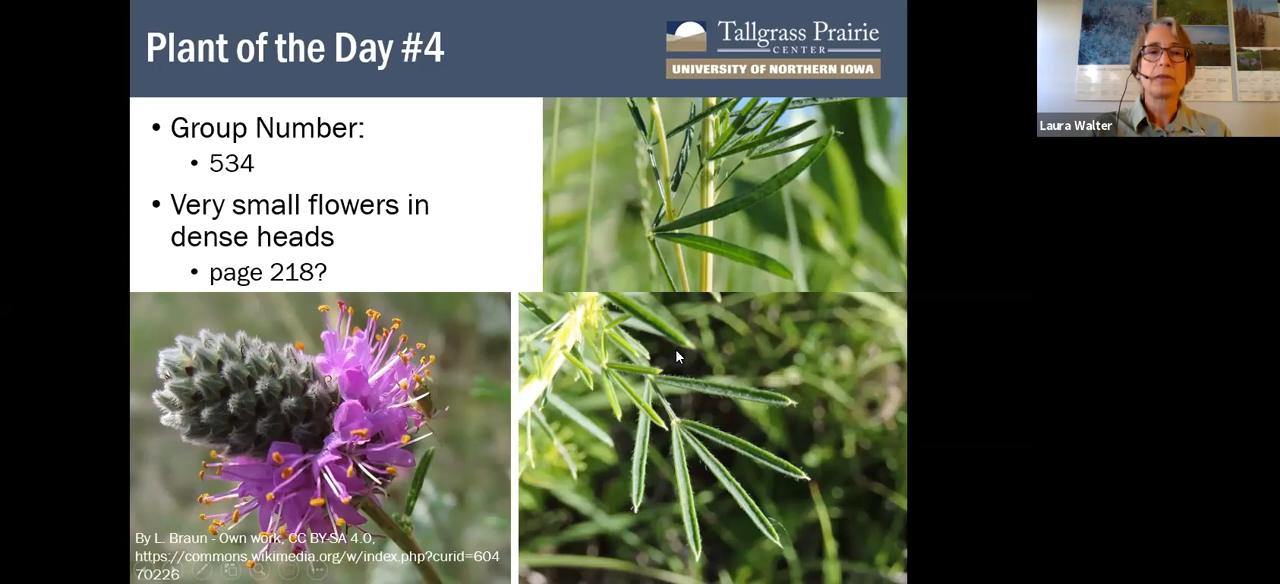 Plant of the Day #4
Tallgrass Prairie
CENTER
UNIVERSITY OF NORTHERN IOWA
• Group Number:
• 534
• Very small flowers in
dense heads
• page 218?
By L. Braun - Own work, CC BY-SA 4.0,
https://commons.wikimedia.org/w/index.php?curid=604
70226
Laura Walter